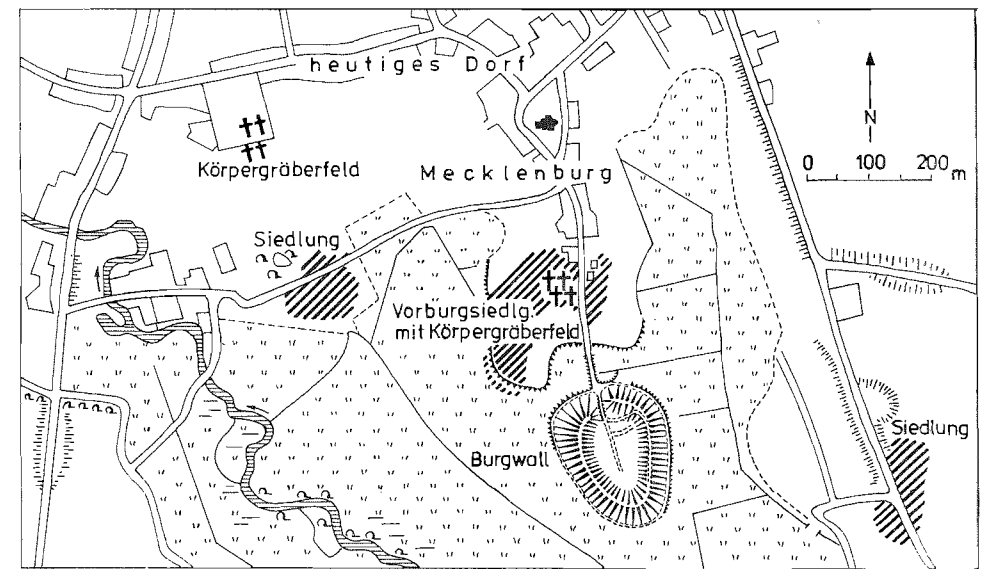 heutiges Dorf
N
0 100 200 m
Körpergräberfeld
Mecklenburg
Siedlung
Vorburgsiedlg.
mit Körpergräberfeld
Siedlung
Burgwall